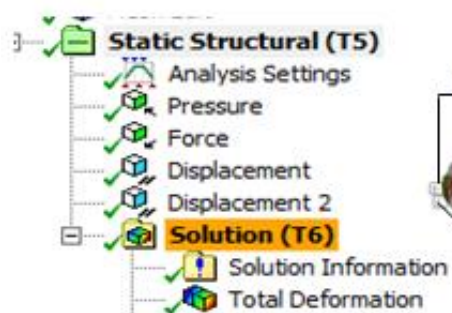 Static Structural (T5)
Analysis Settings
Pressure
Force
Displacement
Displacement 2
Solution (T6)
Solution Information
Total Deformation